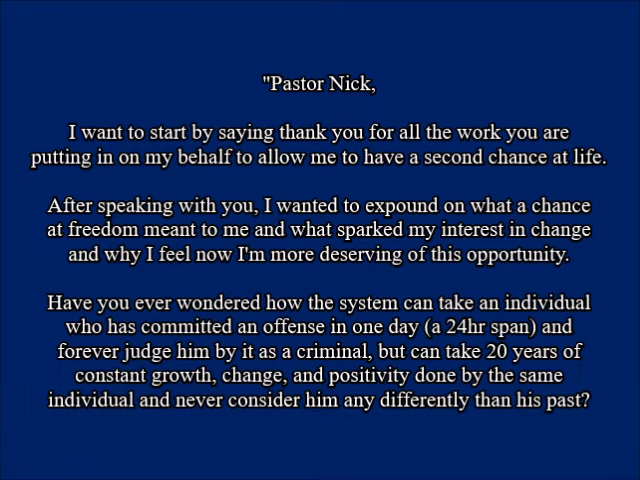 "Pastor Nick,
I want to start by saying thank you for all the work you are
putting in on my behalf to allow me to have a second chance at life.
After speaking with you, I wanted to expound on what a chance
at freedom meant to me and what sparked my interest in change
and why I feel now I'm more deserving of this opportunity.
Have you ever wondered how the system can take an individual
who has committed an offense in one day (a 24hr span) and
forever judge him by it as a criminal, but can take 20 years of
constant growth, change, and positivity done by the same
individual and never consider him any differently than his past?